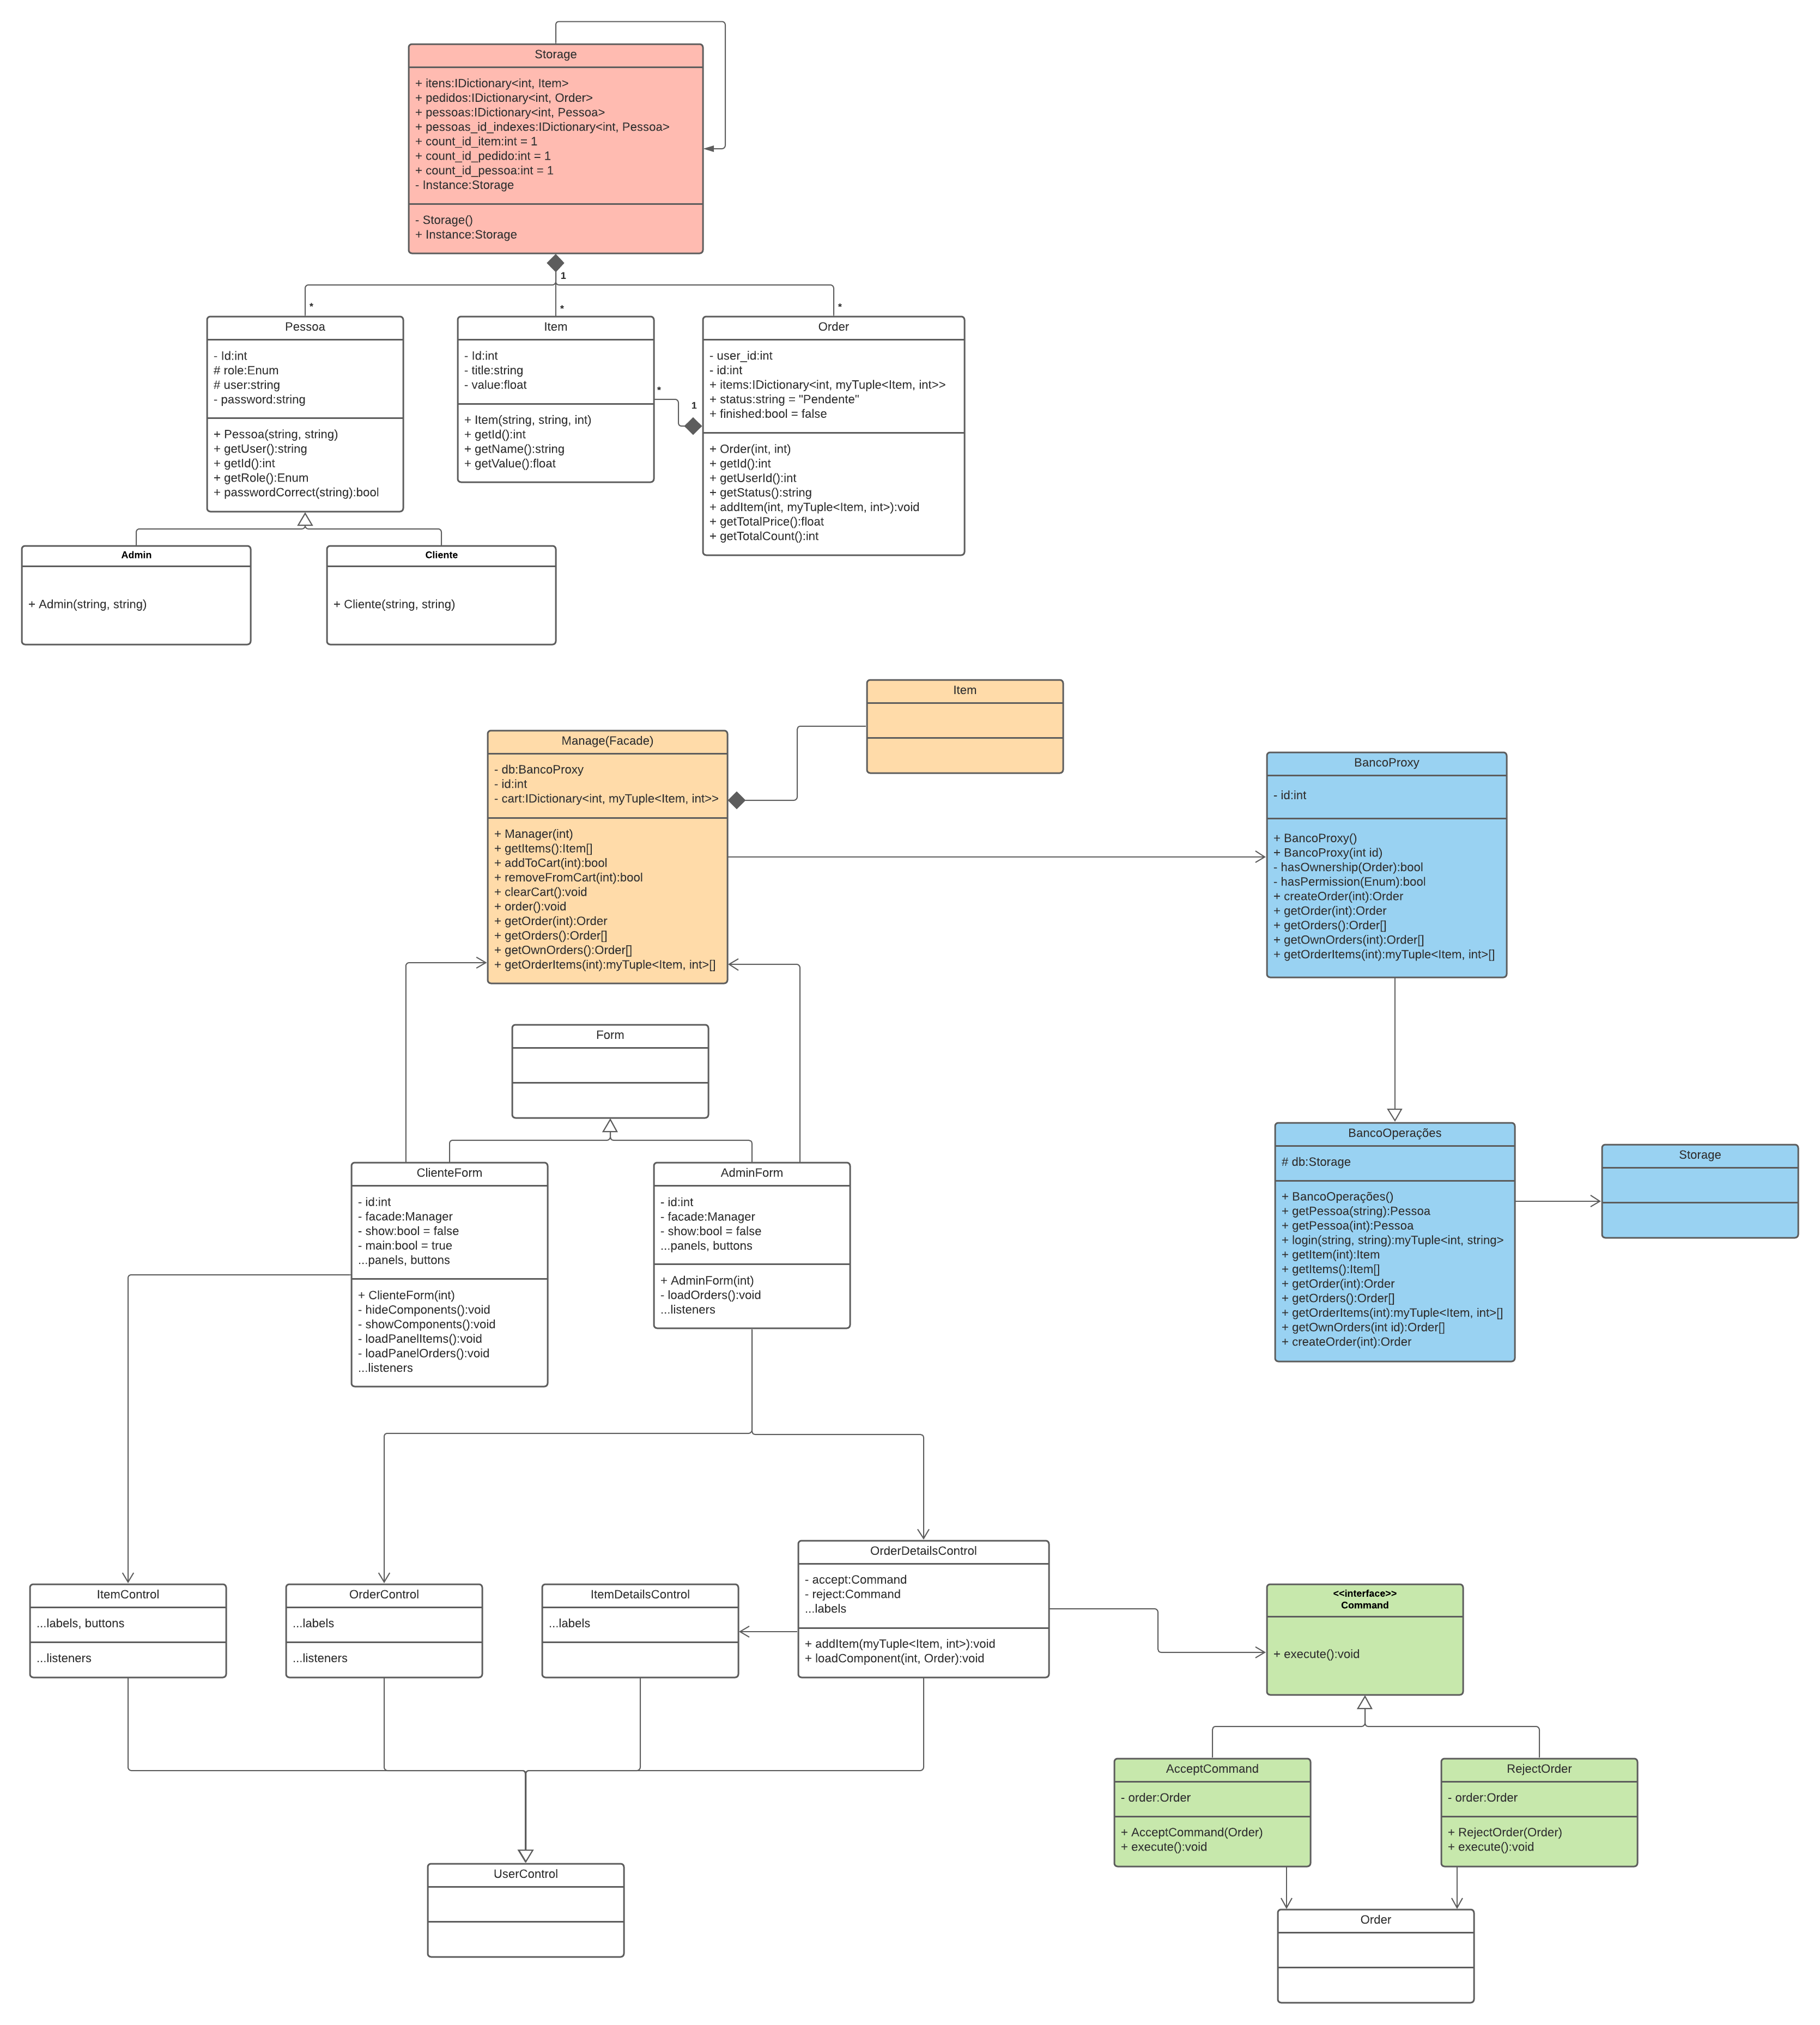 Storage
+ itens:IDictionary<int, Item>
+ pedidos:IDictionary<int, Order>
+ pessoas:IDictionary<int, Pessoa>
+ pessoas_id_indexes:IDictionary<int, Pessoa>
+ count_id_item:int = 1
+ count_id_pedido:int = 1
+ count_id_pessoa:int = 1
- Instance:Storage
- Storage()
+ Instance:Storage
1
*
*
*
Pessoa
- Id:int
# role:Enum
# user:string
- password:string
+ Pessoa(string, string)
+ getUser():string
+ getId():int
+ getRole():Enum
+ passwordCorrect(string):bool
Item
- Id:int
- title:string
- value:float
+ Item(string, string, int)
+ getId():int
+ getName():string
+ getValue():float
*
1
Order
- user_id:int
- id:int
+ items:IDictionary<int, myTuple<Item, int>>
+ status:string = "Pendente"
+ finished:bool = false
+ Order(int, int)
+ getId():int
+ getUserId():int
+ getStatus():string
+ addItem(int, myTuple<Item, int>):void
+ getTotalPrice():float
+ getTotalCount():int
Admin
+ Admin(string, string)
Cliente
+ Cliente(string, string)
Item
Manage(Facade)
- db:BancoProxy
- id:int
- cart:IDictionary<int, myTuple<Item, int>>
+ Manager(int)
+ getItems():Item[]
+ addToCart(int):bool
+ removeFromCart(int):bool
+ clearCart():void
+ order():void
+ getOrder(int):Order
+ getOrders():Order[]
+ getOwnOrders():Order[]
+ getOrderItems(int):myTuple<Item, int>[]
BancoProxy
- id:int
+ BancoProxy()
+ BancoProxy(int id)
- hasOwnership(Order):bool
- hasPermission(Enum):bool
+ createOrder(int):Order
+ getOrder(int):Order
+ getOrders():Order[]
+ getOwnOrders(int):Order[]
+ getOrderItems(int):myTuple<Item, int>[]
Form
BancoOperações
# db:Storage
+ BancoOperações()
+ getPessoa(string):Pessoa
+ getPessoa(int):Pessoa
+ login(string, string):myTuple<int, string>
+ getItem(int):Item
+ getItems():Item[]
+ getOrder(int):Order
+ getOrders():Order[]
+ getOrderItems(int):myTuple<Item, int>[]
+ getOwnOrders(int id):Order[]
+ createOrder(int):Order
Storage
ClienteForm
- id:int
- facade:Manager
- show:bool = false
- main:bool = true
...panels, buttons
+ ClienteForm(int)
- hideComponents():void
- showComponents():void
- loadPanelItems():void
- loadPanelOrders():void
...listeners
AdminForm
- id:int
- facade:Manager
- show:bool = false
...panels, buttons
+ AdminForm(int)
- loadOrders():void
...listeners
ItemControl
...labels, buttons
...listeners
OrderControl
...labels
...listeners
ItemDetailsControl
...labels
OrderDetailsControl
- accept:Command
- reject:Command
...labels
+ addItem(myTuple<Item, int>):void
+ loadComponent(int, Order):void
<<interface>>
Command
+ execute():void
AcceptCommand
- order:Order
+ AcceptCommand(Order)
+ execute():void
RejectOrder
- order:Order
+ RejectOrder(Order)
+ execute():void
UserControl
Order